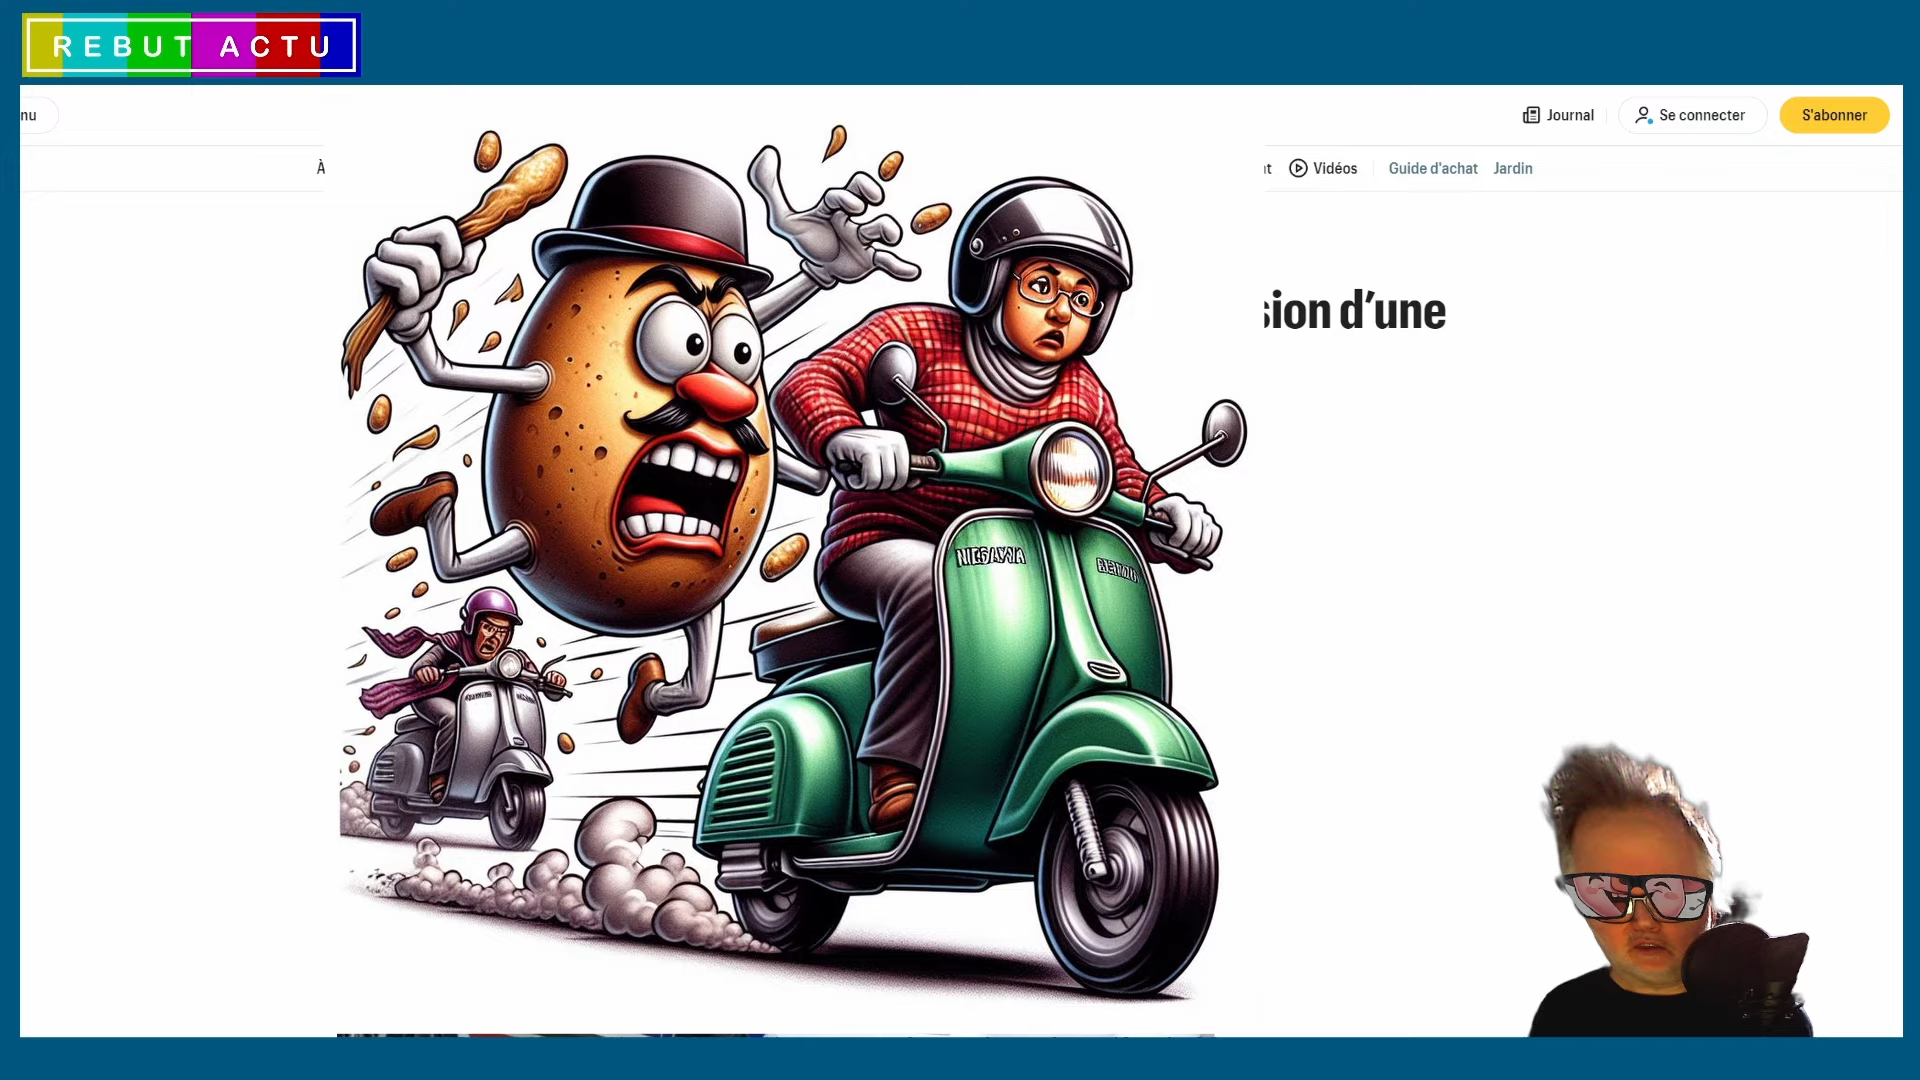 REBUT ACTU
nu
Journal
Se connecter
S'abonner
À
Vidéos
Guide d'achat
Jardin
sion d'une